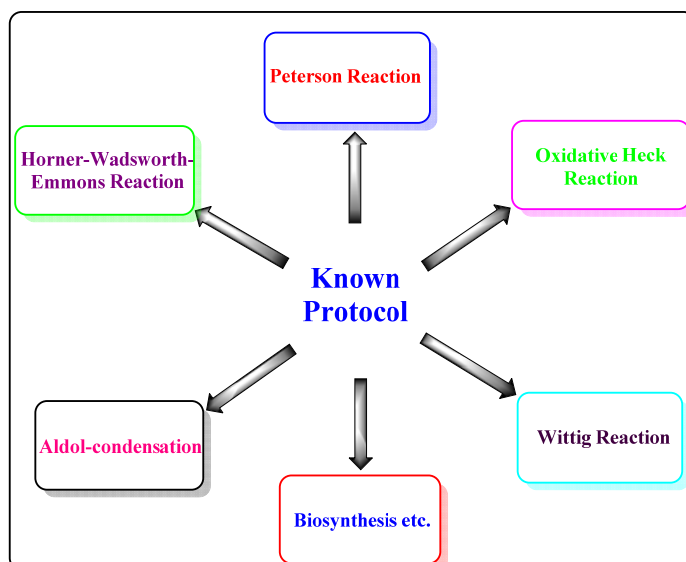 Peterson Reaction
Horner-Wadsworth-
Emmons Reaction
Oxidative Heck
Reaction
Known
Protocol
Aldol-condensation
Wittig Reaction
Biosynthesis etc.